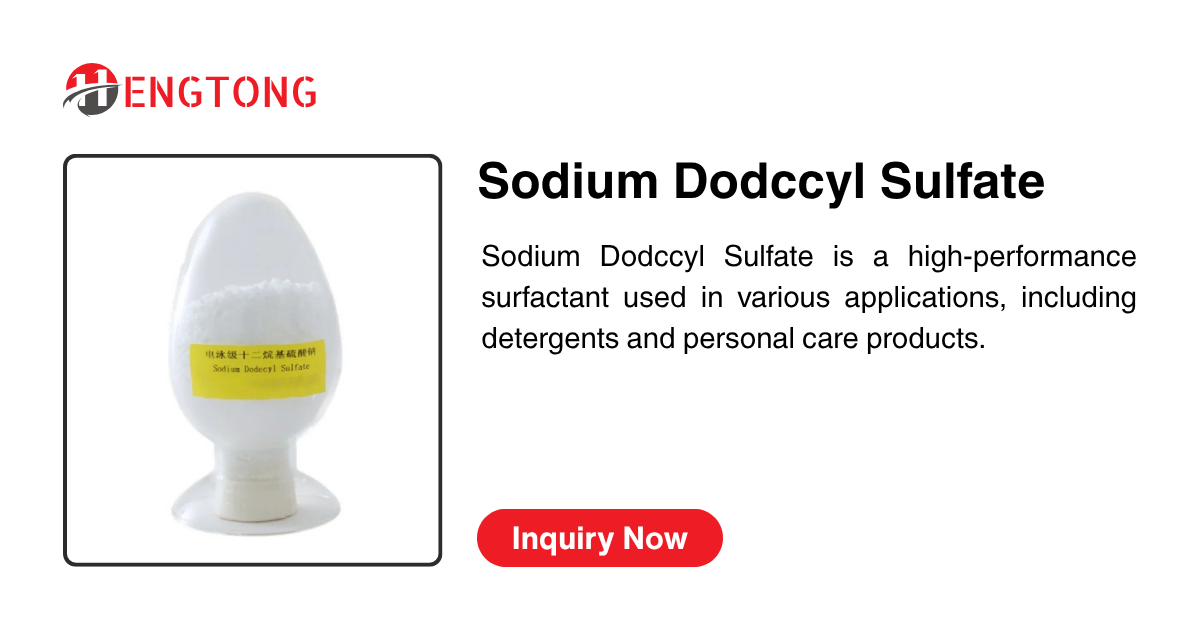 HENGTONG
Sodium Dodccyl Sulfate
Sodium Dodccyl Sulfate is a high-performance
surfactant used in various applications, including
detergents and personal care products.
电泳级十二烷基硫酸钠
Sodium Dodecyl Sulfate
Inquiry Now